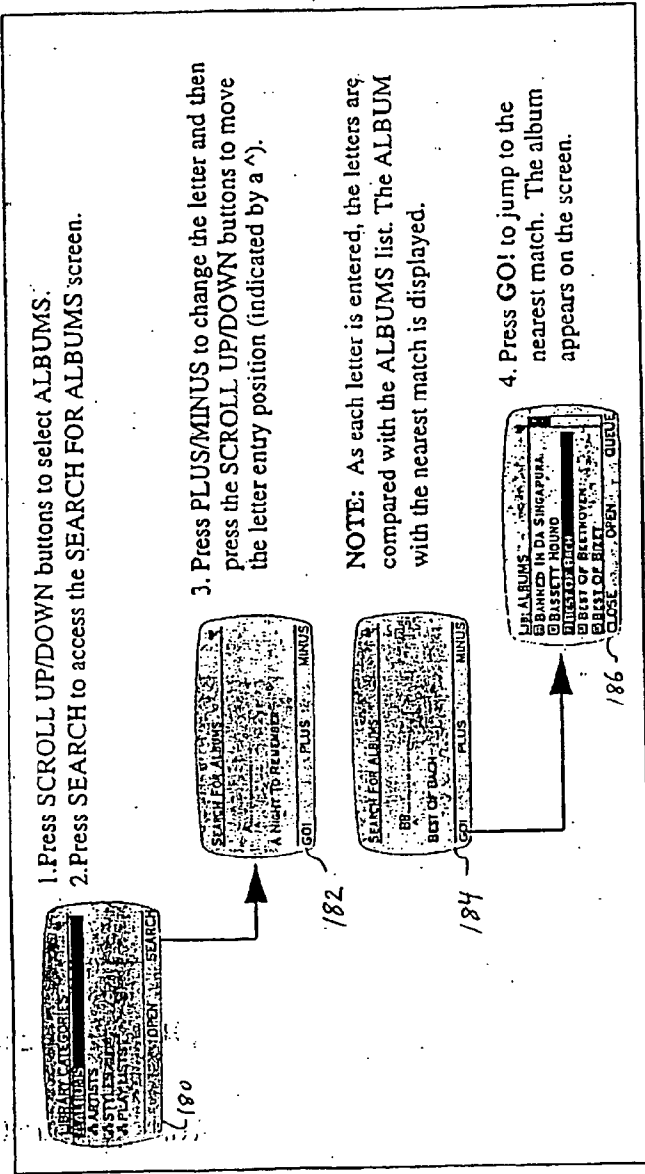 1.Press SCROLL UP/DOWN buttons to select ALBUMS.
2.Press SEARCH to access the SEARCH FOR ALBUMS screen.
LIBRARY CATEGORIES
ALBUMS
ARTISTS
STYLES
PLAY LISTS
OPEN SEARCH
180
3. Press PLUS/MINUS to change the letter and then
press the SCROLL UP/DOWN buttons to move
the letter entry position (indicated by a ^).
SEARCH FOR ALBUMS
A
A NIGHT TO REMEMBER
GO! PLUS MINUS
182
NOTE: As each letter is entered, the letters are
compared with the ALBUMS list. The ALBUM
with the nearest match is displayed.
SEARCH FOR ALBUMS
BEST OF BACH
GO! PLUS MINUS
184
4. Press GO! to jump to the
nearest match. The album
appears on the screen.
ALBUMS
BANNED IN DA SINGAPURA
BASSETT HOUND
BEST OF BACH
BEST OF BEETHOVEN
BEST OF BIZET
CLOSE OPEN QUEUE
186